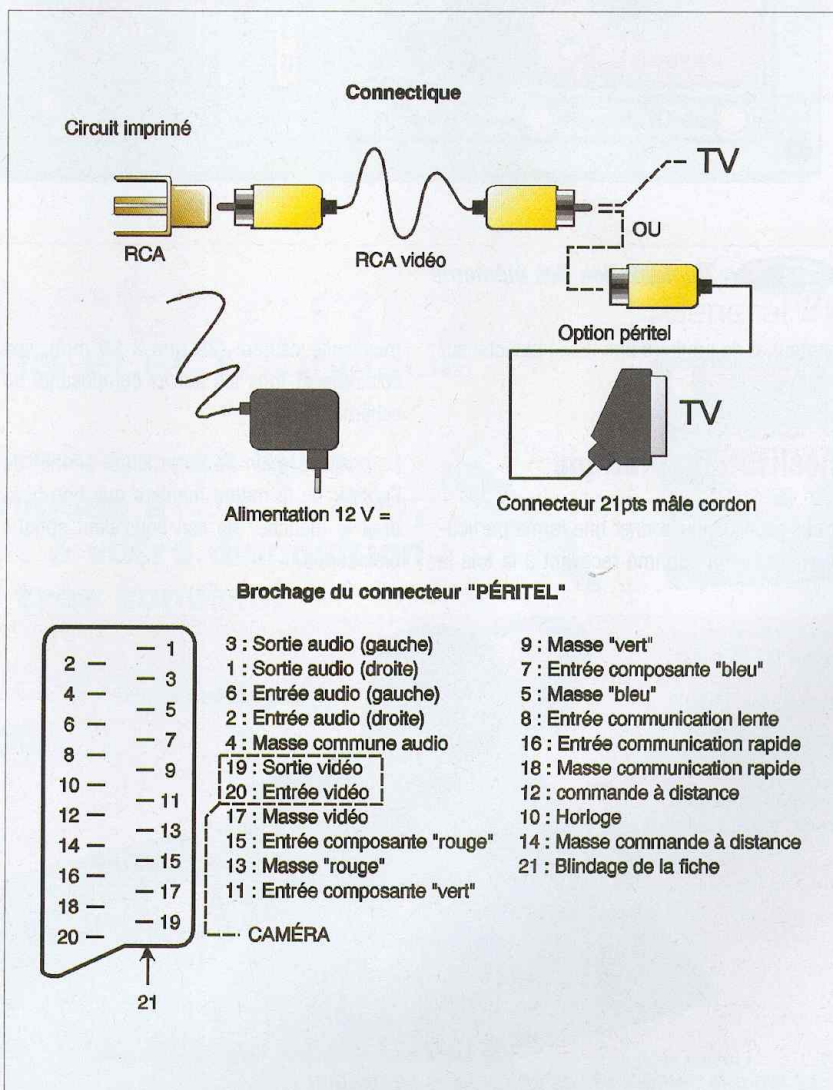 Connectique
Circuit imprimé
TV
OU
RCA
RCA vidéo
Option péritel
TV
Alimentation 12 V =
Connecteur 21pts mâle cordon
Brochage du connecteur "PÉRITEL"
1
2
3
4
5
6
7
8
9
10
11
12
13
14
15
16
17
18
19
20
21
3 : Sortie audio (gauche)
1 : Sortie audio (droite)
6 : Entrée audio (gauche)
2 : Entrée audio (droite)
4 : Masse commune audio
19 : Sortie vidéo
20 : Entrée vidéo
17 : Masse vidéo
15 : Entrée composante "rouge"
13 : Masse "rouge"
11 : Entrée composante "vert"
CAMÉRA
9 : Masse "vert"
7 : Entrée composante "bleu"
5 : Masse "bleu"
8 : Entrée communication lente
16 : Entrée communication rapide
18 : Masse communication rapide
12 : commande à distance
10 : Horloge
14 : Masse commande à distance
21 : Blindage de la fiche